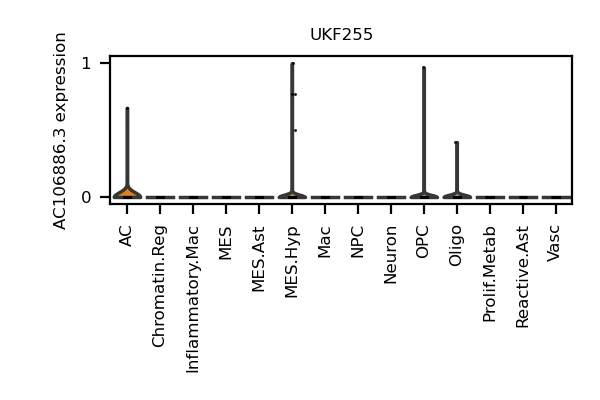 UKF255
AC106886.3 expression
1
0
AC
Chromatin.Reg
Inflammatory.Mac
MES
MES.Ast
MES.Hyp
Mac
NPC
Neuron
OPC
Oligo
Prolif.Metab
Reactive.Ast
Vasc